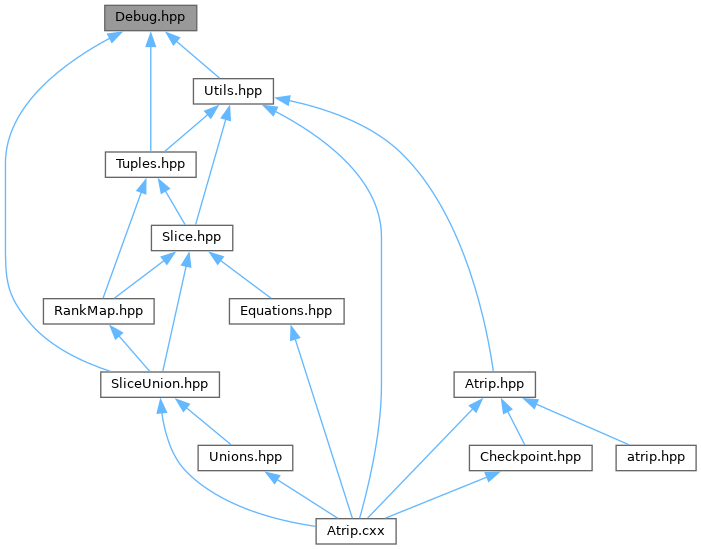 Debug.hpp
Utils.hpp
Tuples.hpp
Slice.hpp
RankMap.hpp
Equations.hpp
SliceUnion.hpp
Atrip.hpp
Unions.hpp
Checkpoint.hpp
atrip.hpp
Atrip.cxx